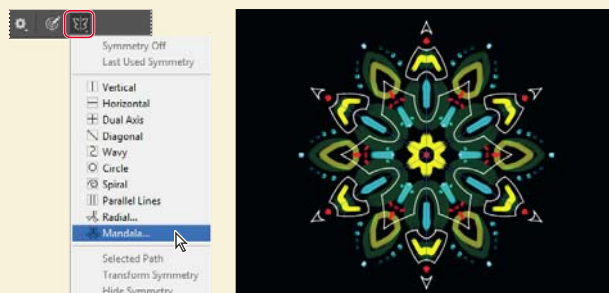 Symmetry Off
Last Used Symmetry
Vertical
Horizontal
Dual Axis
Diagonal
Wavy
Circle
Spiral
Parallel Lines
Radial...
Mandala...
Selected Path
Transform Symmetry
Hide Symmetry